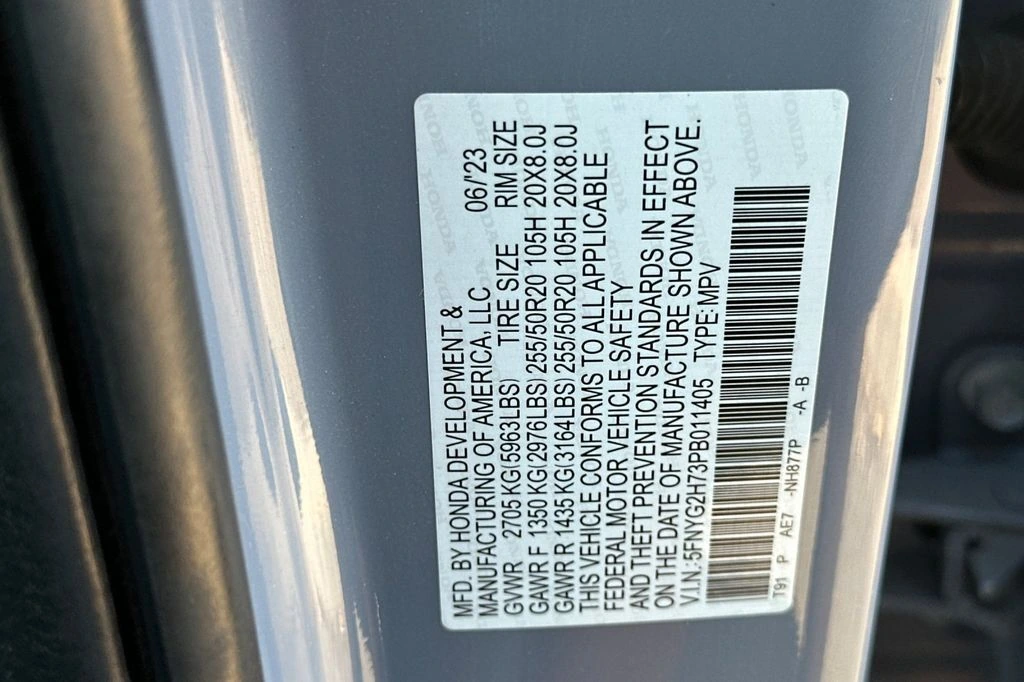 MFD. BY HONDA DEVELOPMENT &
MANUFACTURING OF AMERICA, LLC 06/'23
GVWR 2705 KG(5963LBS) TIRE SIZE RIM SIZE
GAWR F 1350 KG(2976LBS) 255/50R20 105H 20X8.0J
GAWR R 1435 KG(3164LBS) 255/50R20 105H 20X8.0J
THIS VEHICLE CONFORMS TO ALL APPLICABLE
FEDERAL MOTOR VEHICLE SAFETY
AND THEFT PREVENTION STANDARDS IN EFFECT
ON THE DATE OF MANUFACTURE SHOWN ABOVE.
V.I.N.:5FNYG2H73PB011405 TYPE:MPV
T91 P AE7 -NH877P -A -B